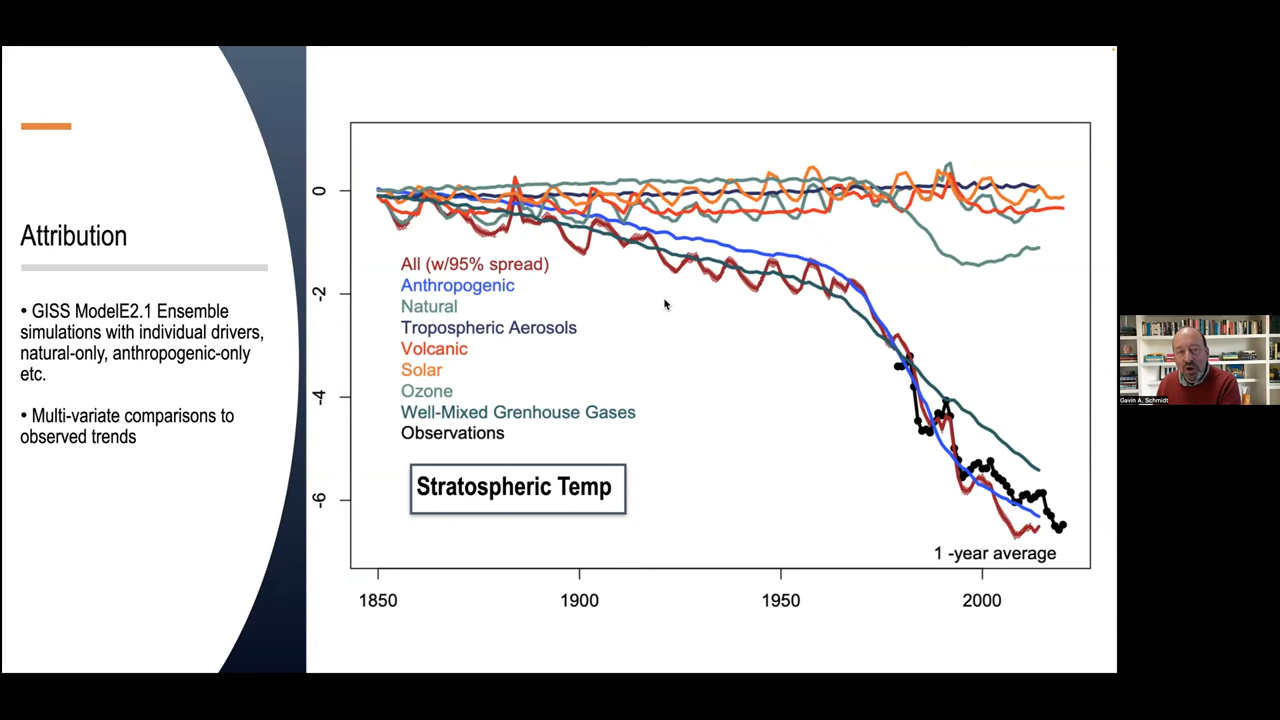 Attribution
• GISS ModelE2.1 Ensemble
simulations with individual drivers,
natural-only, anthropogenic-only
etc.
• Multi-variate comparisons to
observed trends
0
-2
-4
-6
All (w/95% spread)
Anthropogenic
Natural
Tropospheric Aerosols
Volcanic
Solar
Ozone
Well-Mixed Grenhouse Gases
Observations
Stratospheric Temp
1 -year average
1850
1900
1950
2000
Gavin A. Schmidt